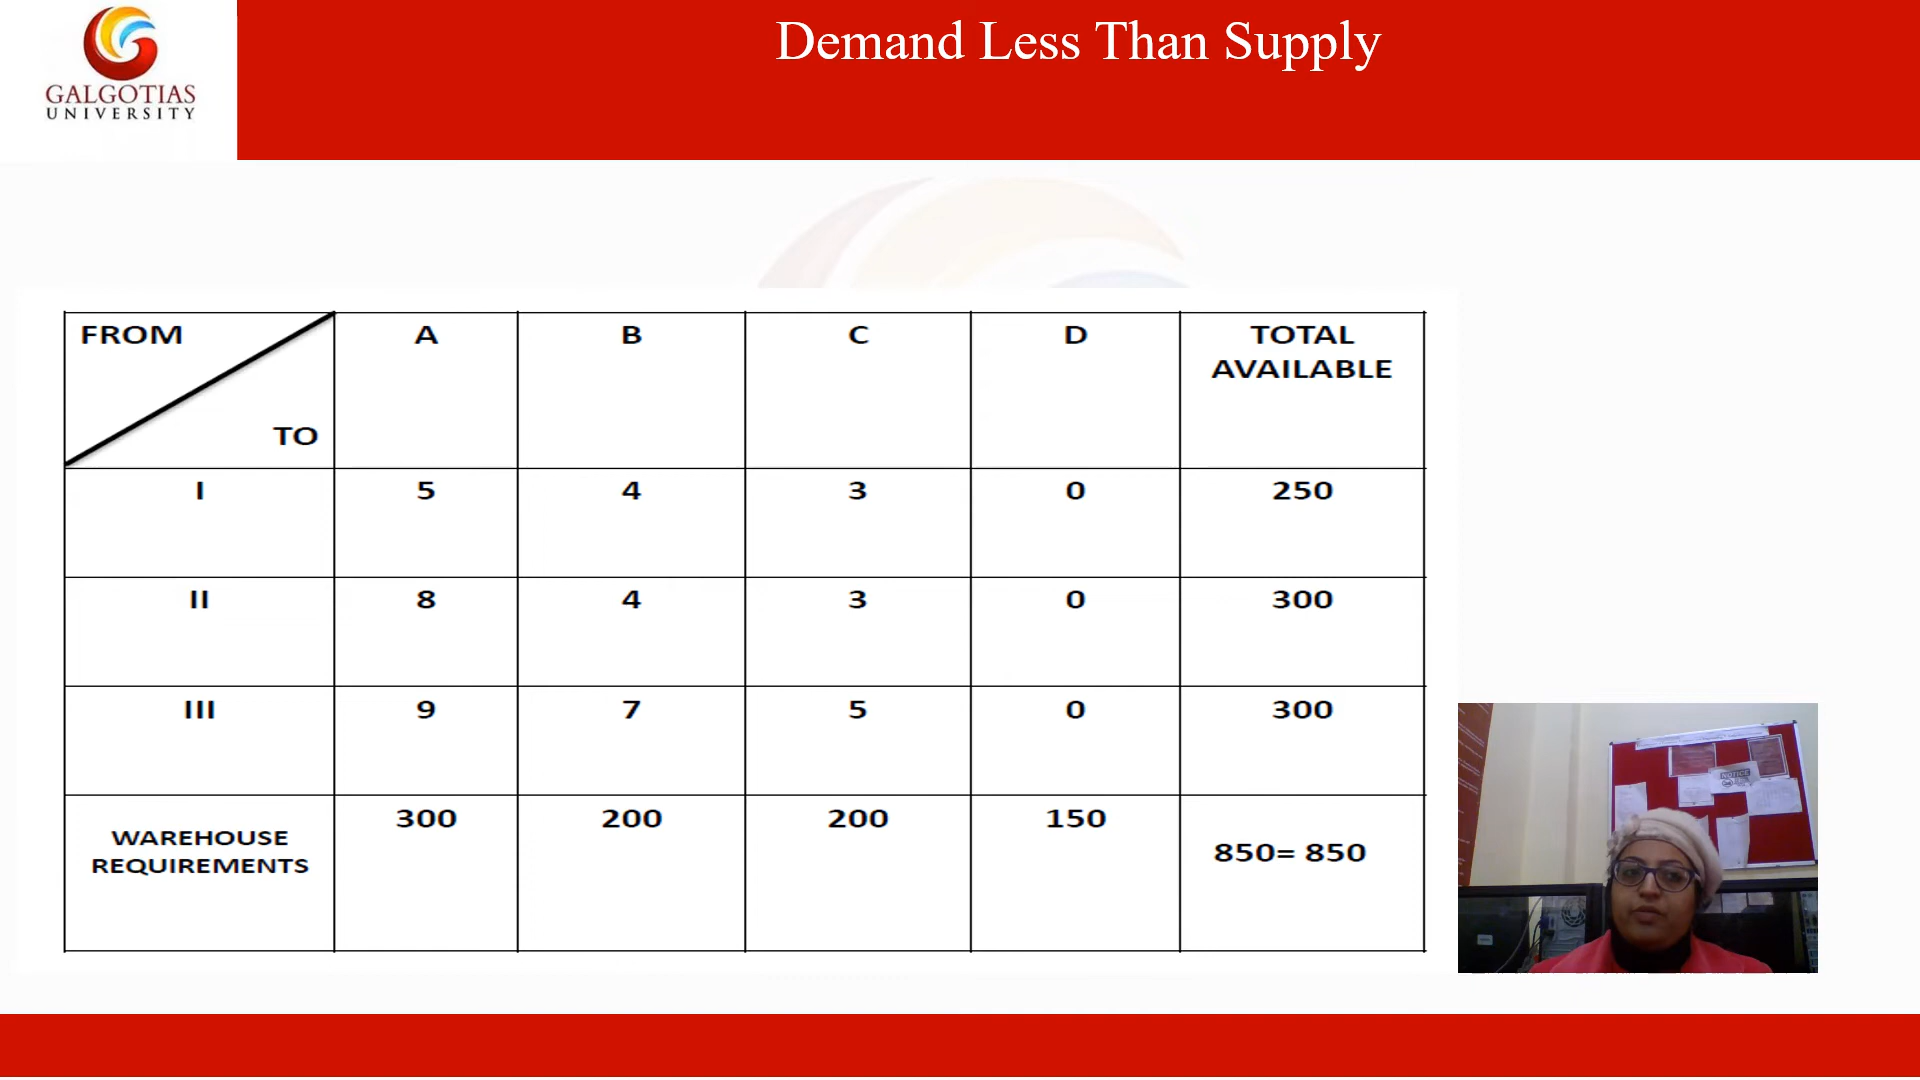 GALGOTIAS
UNIVERSITY
Demand Less Than Supply
FROM
TO
A
B
C
D
TOTAL
AVAILABLE
I
5
4
3
0
250
II
8
4
3
0
300
III
9
7
5
0
300
WAREHOUSE
REQUIREMENTS
300
200
200
150
850= 850
NOTICE